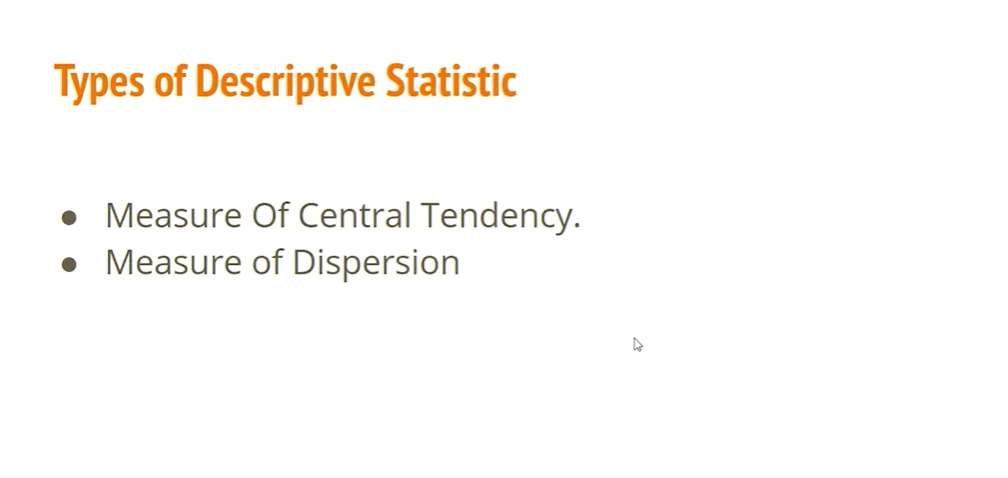 Types of Descriptive Statistic
● Measure Of Central Tendency.
● Measure of Dispersion